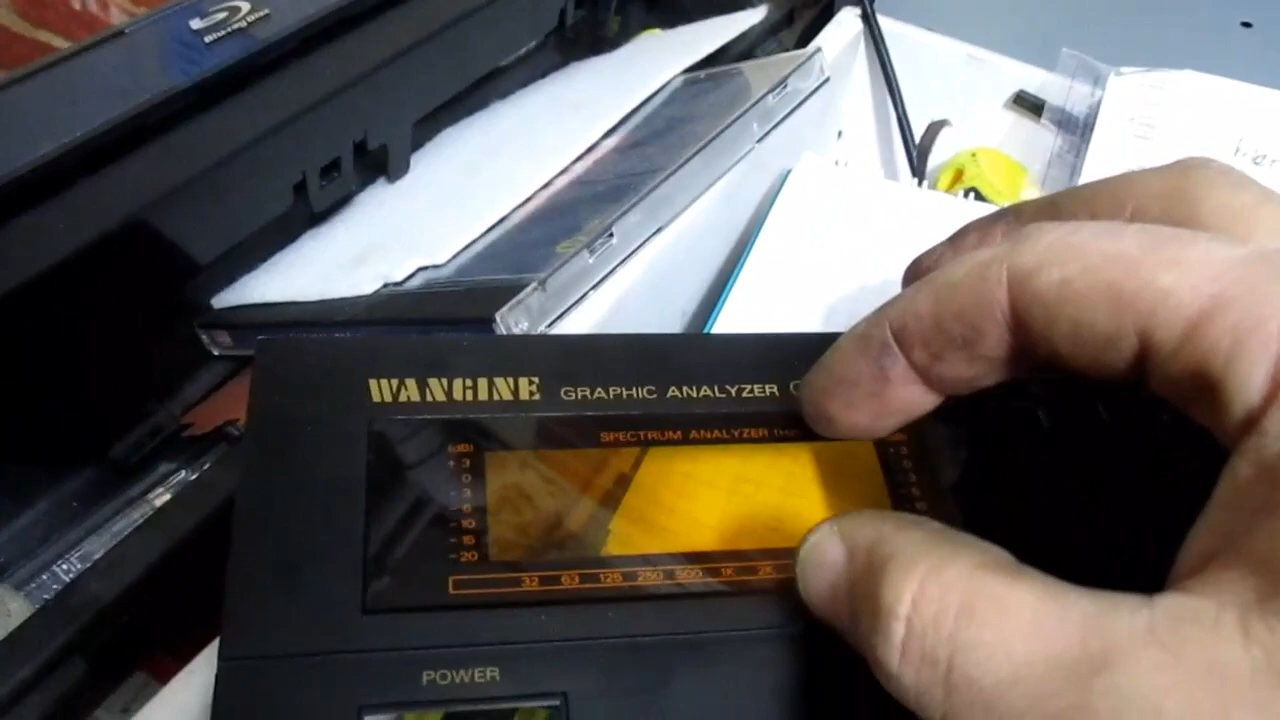 Blu-ray Disc
WANGINE GRAPHIC ANALYZER
SPECTRUM ANALYZER
(dB)
+3
0
-3
-6
-10
-15
-20
32 63 125 250 500 1K 2K
POWER